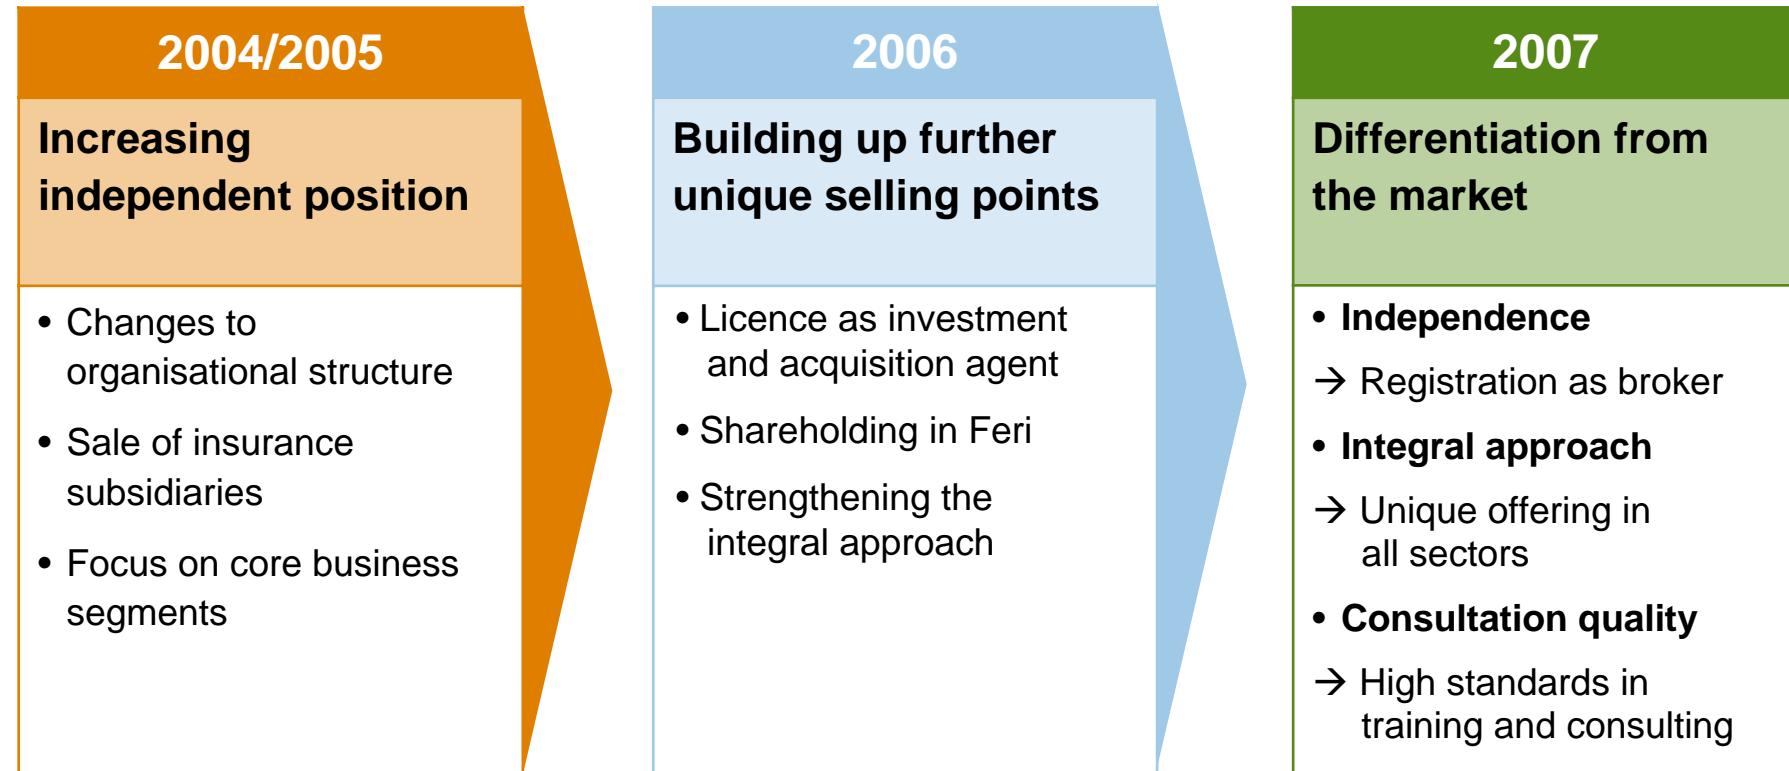 2004/2005
Increasing
independent position
• Changes to
organisational structure
• Sale of insurance
subsidiaries
• Focus on core business
segments
2006
Building up further
unique selling points
• Licence as investment
and acquisition agent
• Shareholding in Feri
• Strengthening the
integral approach
2007
Differentiation from
the market
• Independence
→ Registration as broker
• Integral approach
→ Unique offering in
all sectors
• Consultation quality
→ High standards in
training and consulting